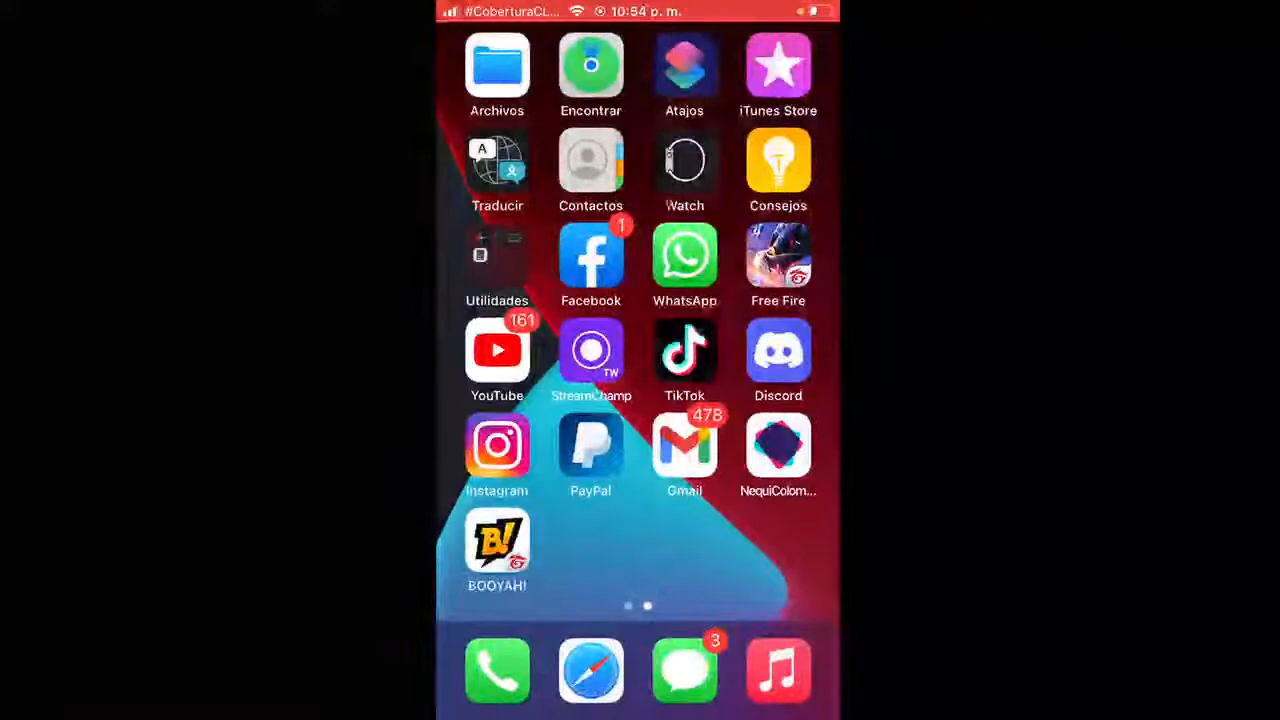 #CoberturaCL... 10:54 p. m.
Archivos Encontrar Atajos iTunes Store
A
Traducir Contactos Watch Consejos
1
Utilidades Facebook WhatsApp Free Fire
161
TW
YouTube StreamChamp TikTok Discord
478
Instagram PayPal Gmail NequiColom...
B!
BOOYAH!
3